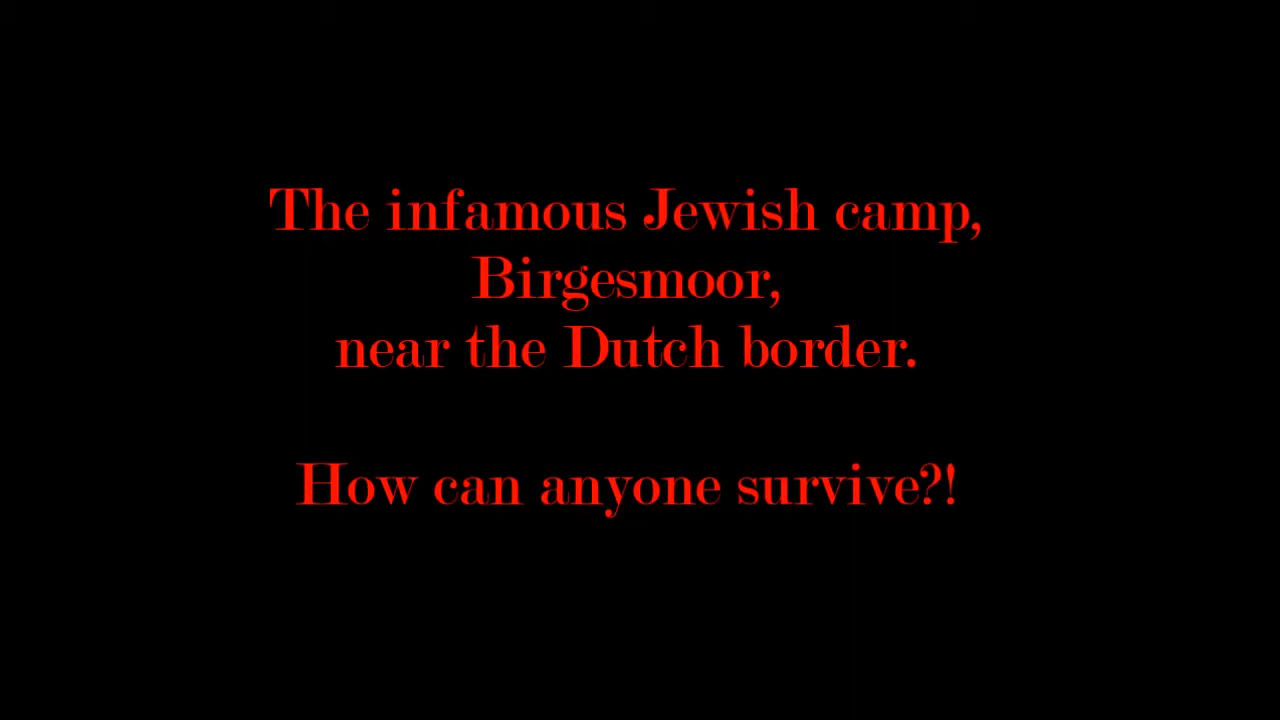 The infamous Jewish camp,
Birgesmoor,
near the Dutch border.
How can anyone survive?!